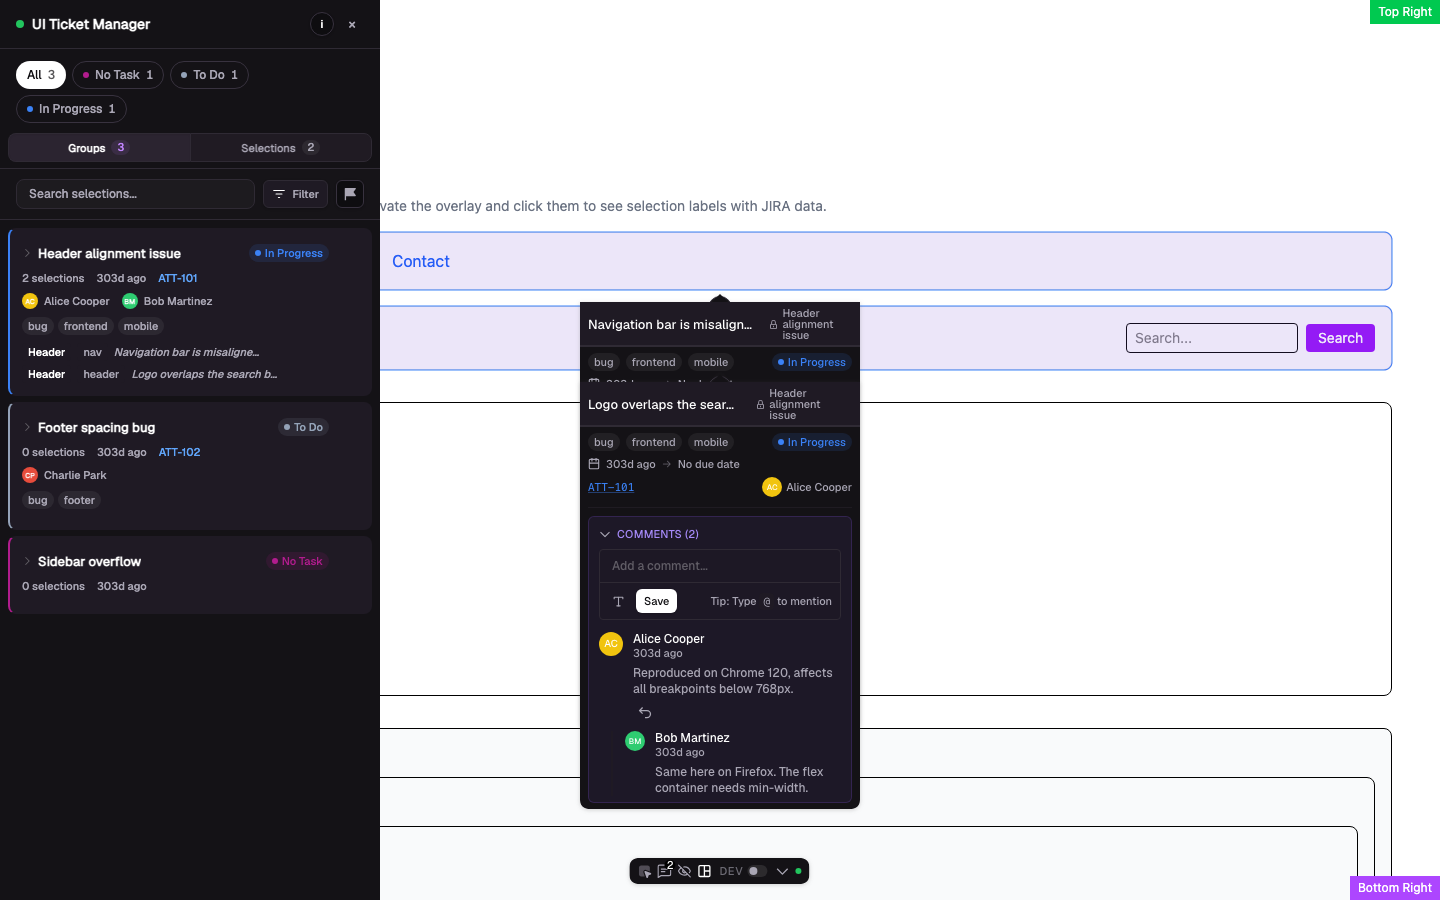 UI Ticket Manager
i
×
Top Right
All 3
No Task 1
To Do 1
In Progress 1
Groups 3
Selections 2
Search selections...
Filter
Header alignment issue
In Progress
2 selections 303d ago ATT-101
AC Alice Cooper BM Bob Martinez
bug frontend mobile
Header nav Navigation bar is misaligne...
Header header Logo overlaps the search b...
Footer spacing bug
To Do
0 selections 303d ago ATT-102
CP Charlie Park
bug footer
Sidebar overflow
No Task
0 selections 303d ago
vate the overlay and click them to see selection labels with JIRA data.
Contact
Search...
Search
Navigation bar is misalign...
Header
alignment
issue
bug frontend mobile
In Progress
Logo overlaps the sear...
Header
alignment
issue
bug frontend mobile
In Progress
303d ago → No due date
ATT-101
AC Alice Cooper
COMMENTS (2)
Add a comment...
Save
Tip: Type @ to mention
AC Alice Cooper
303d ago
Reproduced on Chrome 120, affects
all breakpoints below 768px.
BM Bob Martinez
303d ago
Same here on Firefox. The flex
container needs min-width.
2
DEV
Bottom Right